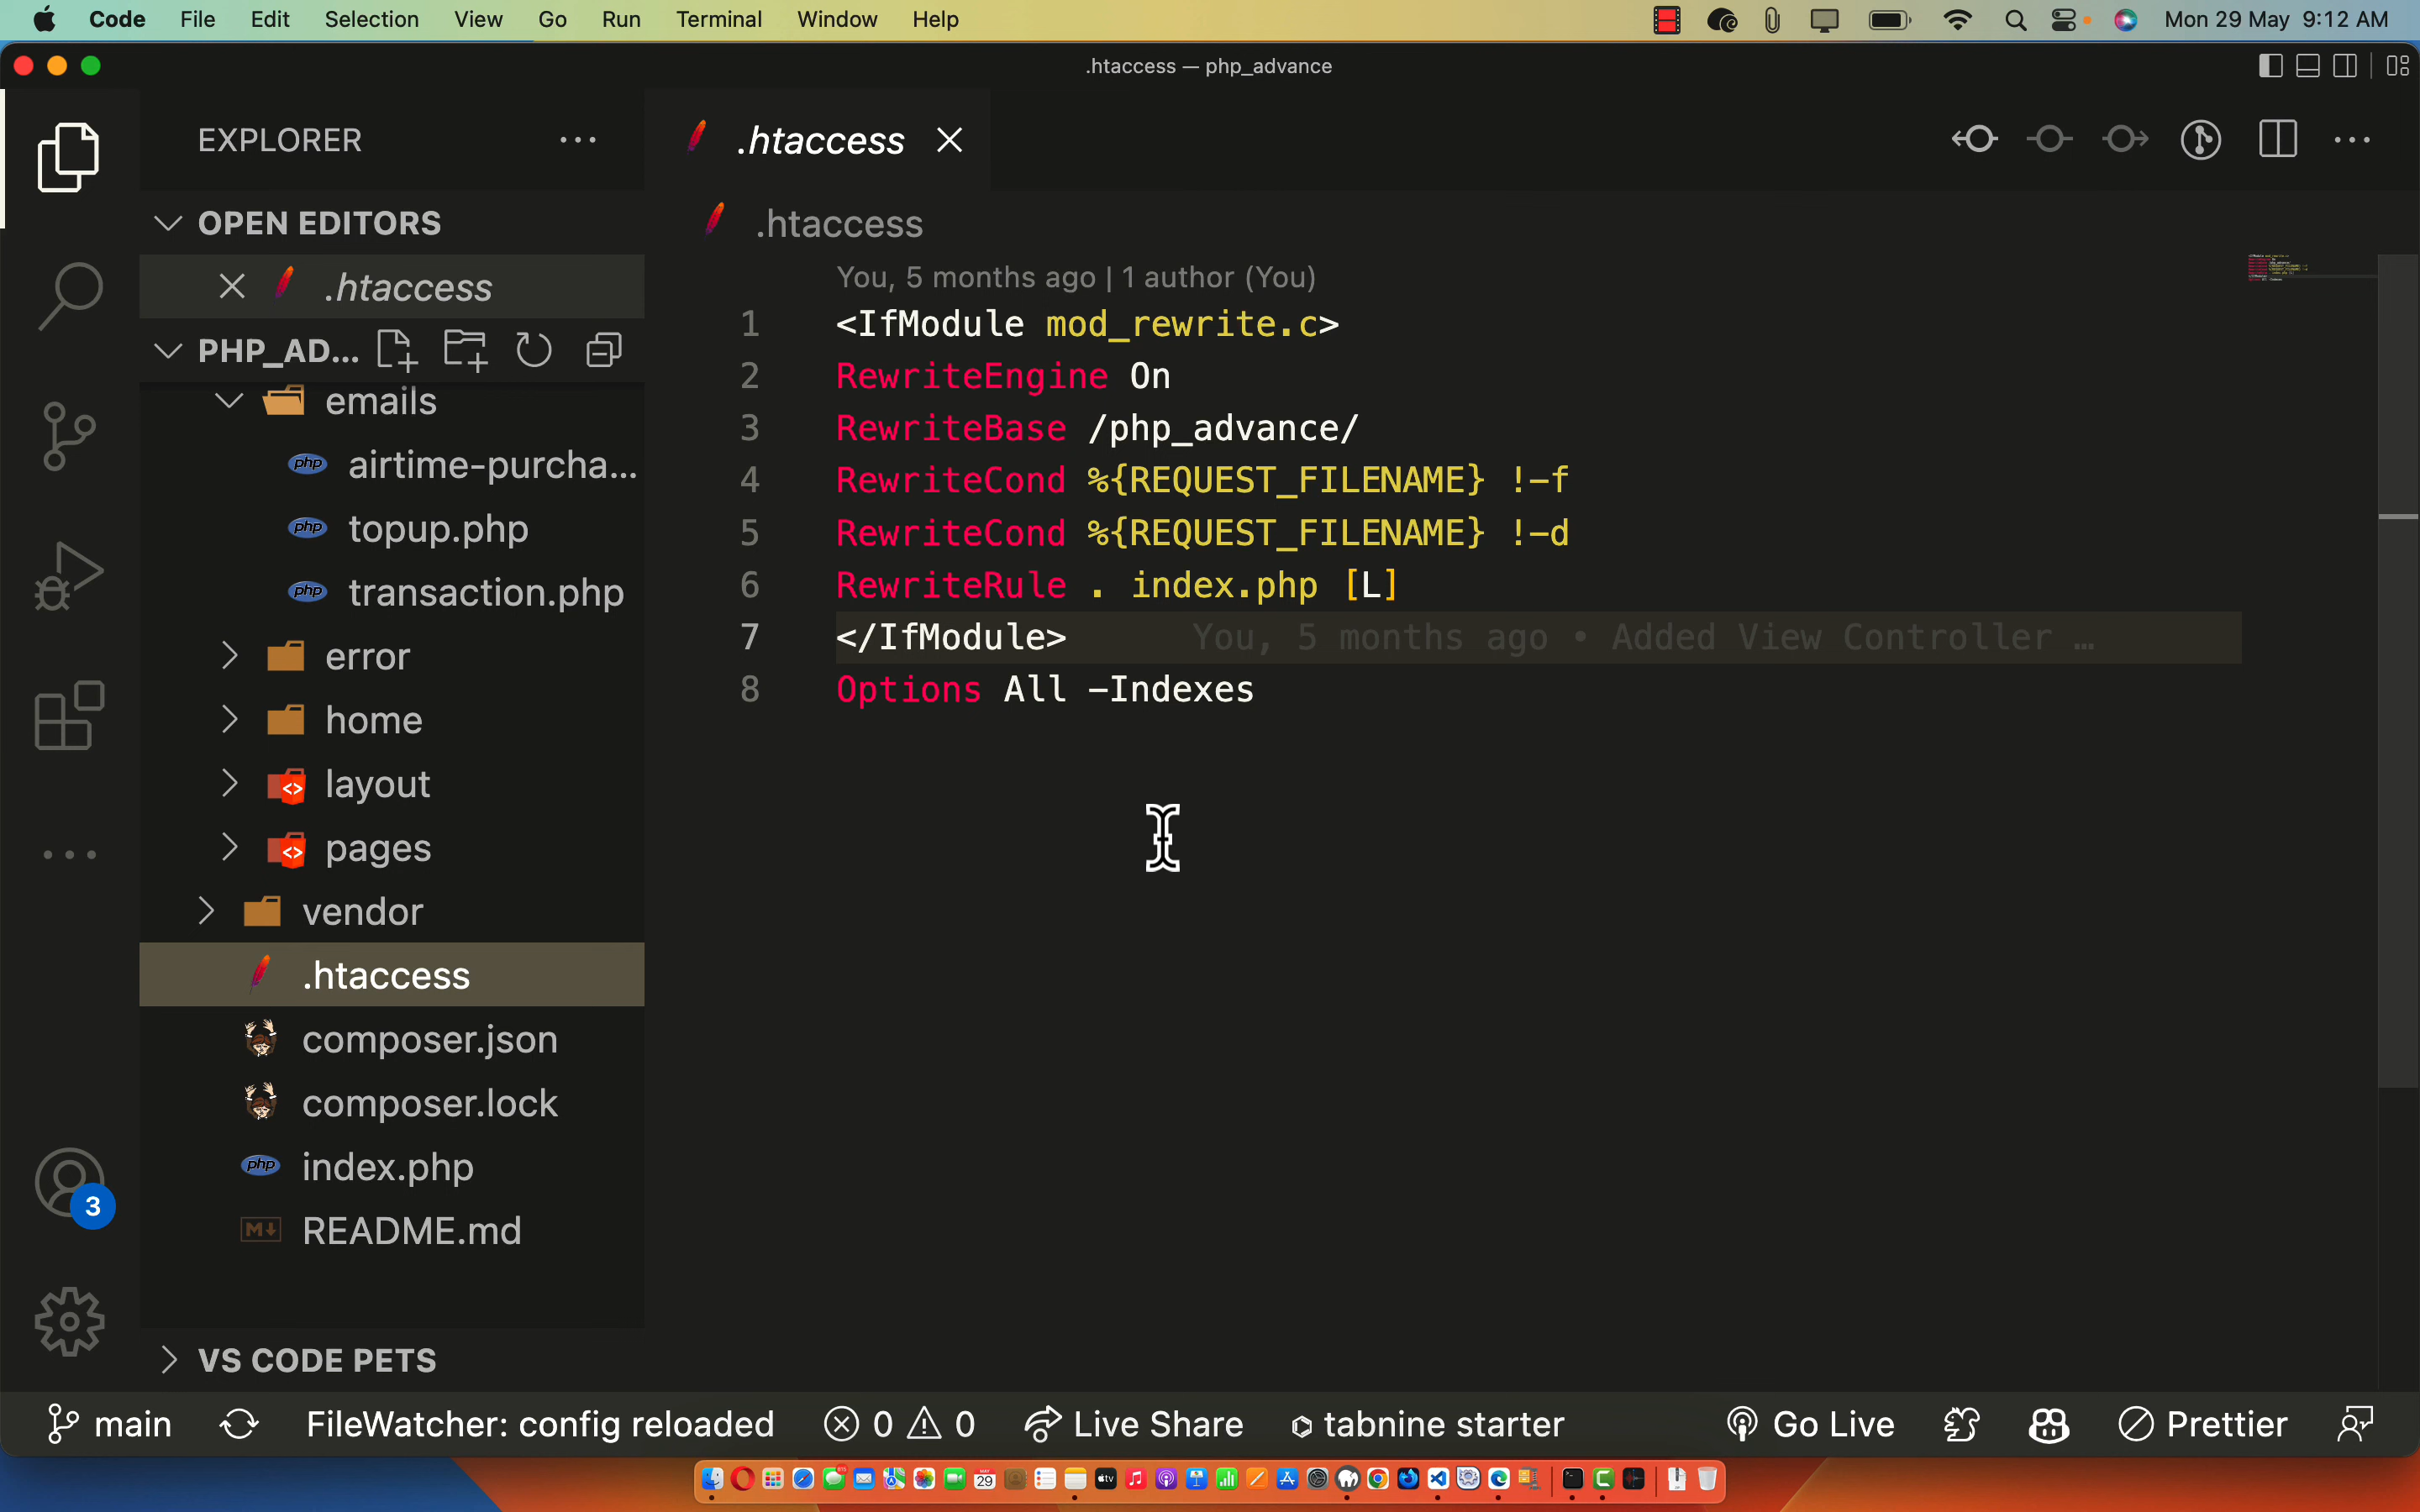 Code File Edit Selection View Go Run Terminal Window Help Mon 29 May 9:12 AM
.htaccess — php_advance
EXPLORER
.htaccess
OPEN EDITORS
.htaccess
.htaccess
PHP_AD...
emails
airtime-purcha...
topup.php
transaction.php
error
home
layout
pages
vendor
.htaccess
composer.json
composer.lock
index.php
README.md
VS CODE PETS
3
You, 5 months ago | 1 author (You)
1 <IfModule mod_rewrite.c>
2 RewriteEngine On
3 RewriteBase /php_advance/
4 RewriteCond %{REQUEST_FILENAME} !-f
5 RewriteCond %{REQUEST_FILENAME} !-d
6 RewriteRule . index.php [L]
7 </IfModule> You, 5 months ago • Added View Controller …
8 Options All -Indexes
main FileWatcher: config reloaded 0 0 Live Share tabnine starter Go Live Prettier